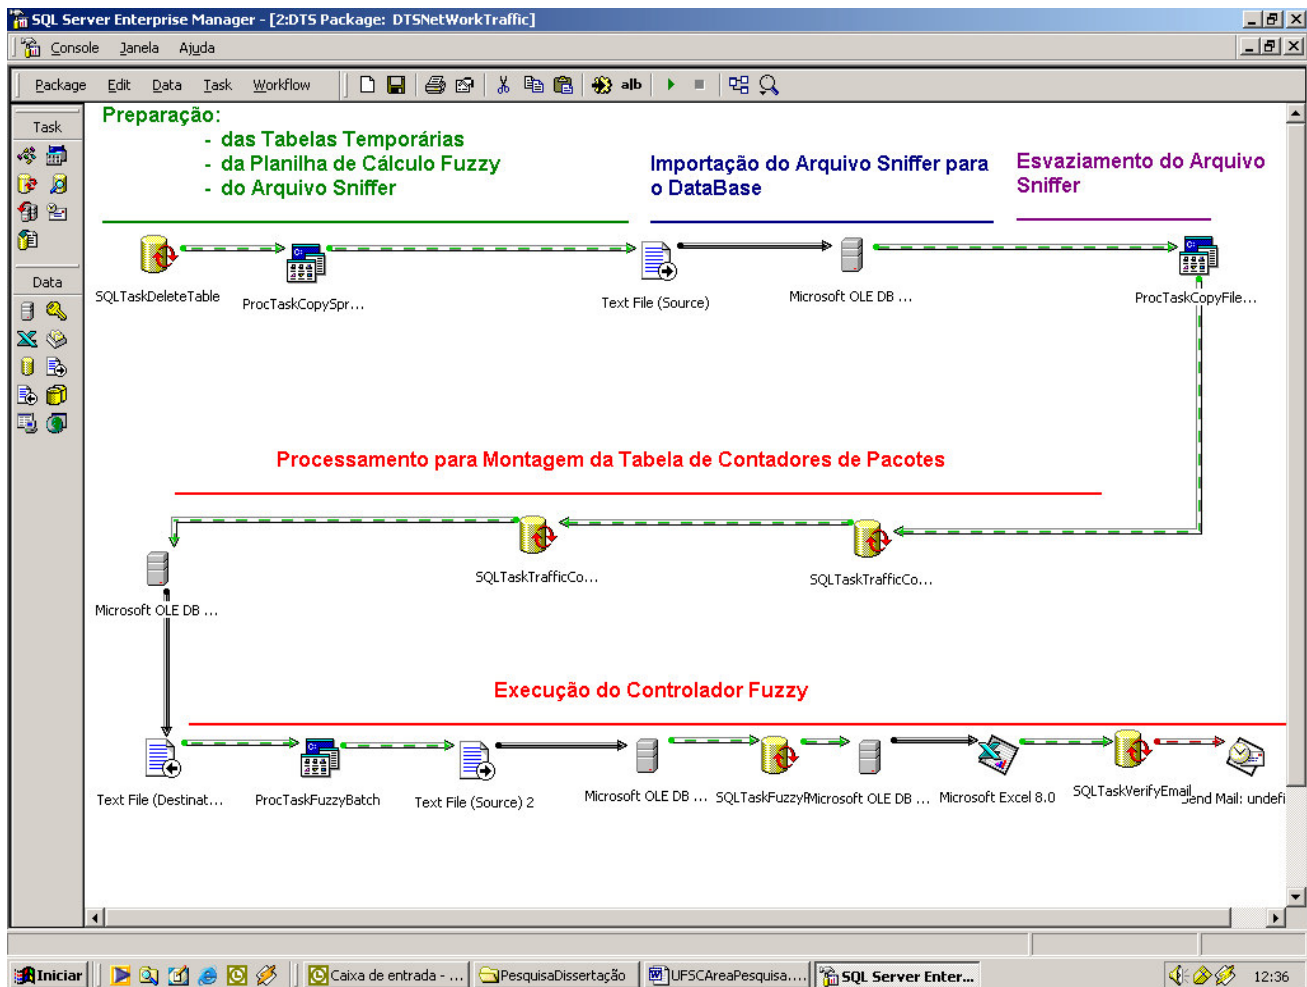 SQL Server Enterprise Manager - [2:DTS Package: DTSNetWorkTraffic]
Console Janela Ajuda
Package Edit Data Task Workflow alb
Task
Data
Preparação:
- das Tabelas Temporárias
- da Planilha de Cálculo Fuzzy
- do Arquivo Sniffer
Importação do Arquivo Sniffer para
o DataBase
Esvaziamento do Arquivo
Sniffer
SQLTaskDeleteTable
ProcTaskCopySpr...
Text File (Source)
Microsoft OLE DB ...
ProcTaskCopyFile...
Processamento para Montagem da Tabela de Contadores de Pacotes
SQLTaskTrafficCo...
SQLTaskTrafficCo...
Microsoft OLE DB ...
Execução do Controlador Fuzzy
Text File (Destinat...
ProcTaskFuzzyBatch
Text File (Source) 2
Microsoft OLE DB ...
SQLTaskFuzzy
Microsoft OLE DB ...
Microsoft Excel 8.0
SQLTaskVerifyEmail
Send Mail: undefi
Iniciar
Caixa de entrada - ...
PesquisaDissertação
UFSCAreaPesquisa....
SQL Server Enter...
12:36